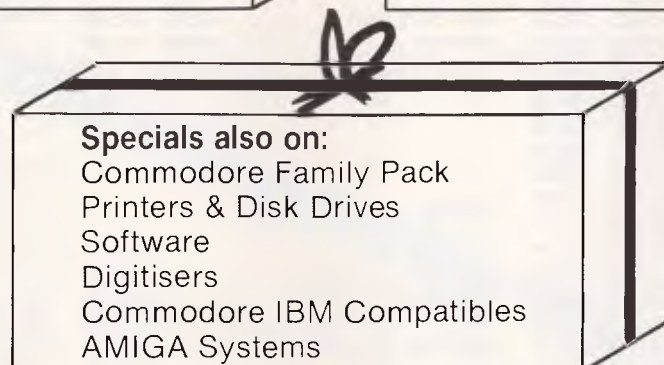 Specials also on:
Commodore Family Pack
Printers & Disk Drives
Software
Digitisers
Commodore IBM Compatibles
AMIGA Systems